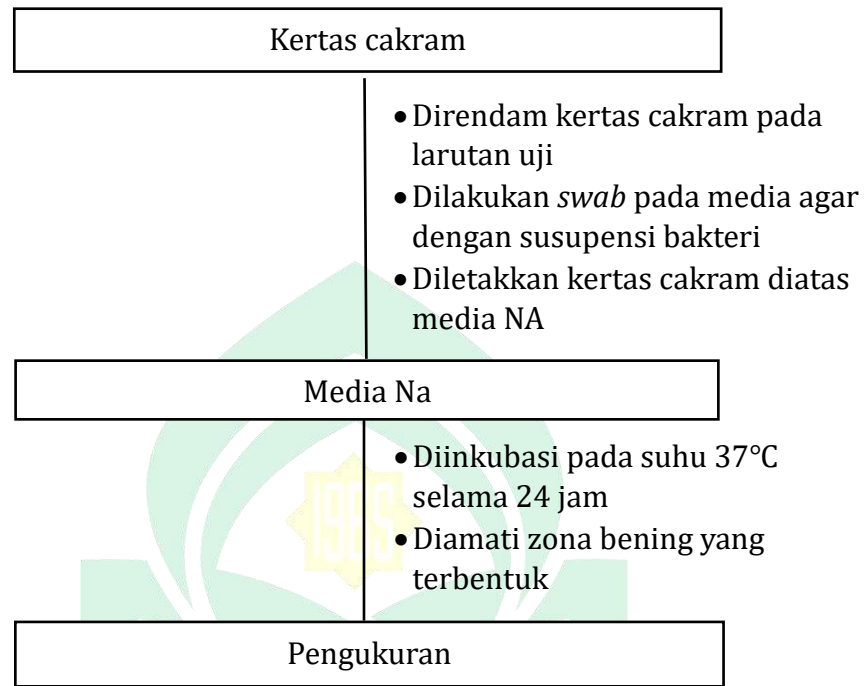 Kertas cakram
•Direndam kertas cakram pada
larutan uji
•Dilakukan swab pada media agar
dengan susupensi bakteri
•Diletakkan kertas cakram diatas
media NA
Media Na
•Diinkubasi pada suhu 37°C
selama 24 jam
•Diamati zona bening yang
terbentuk
Pengukuran